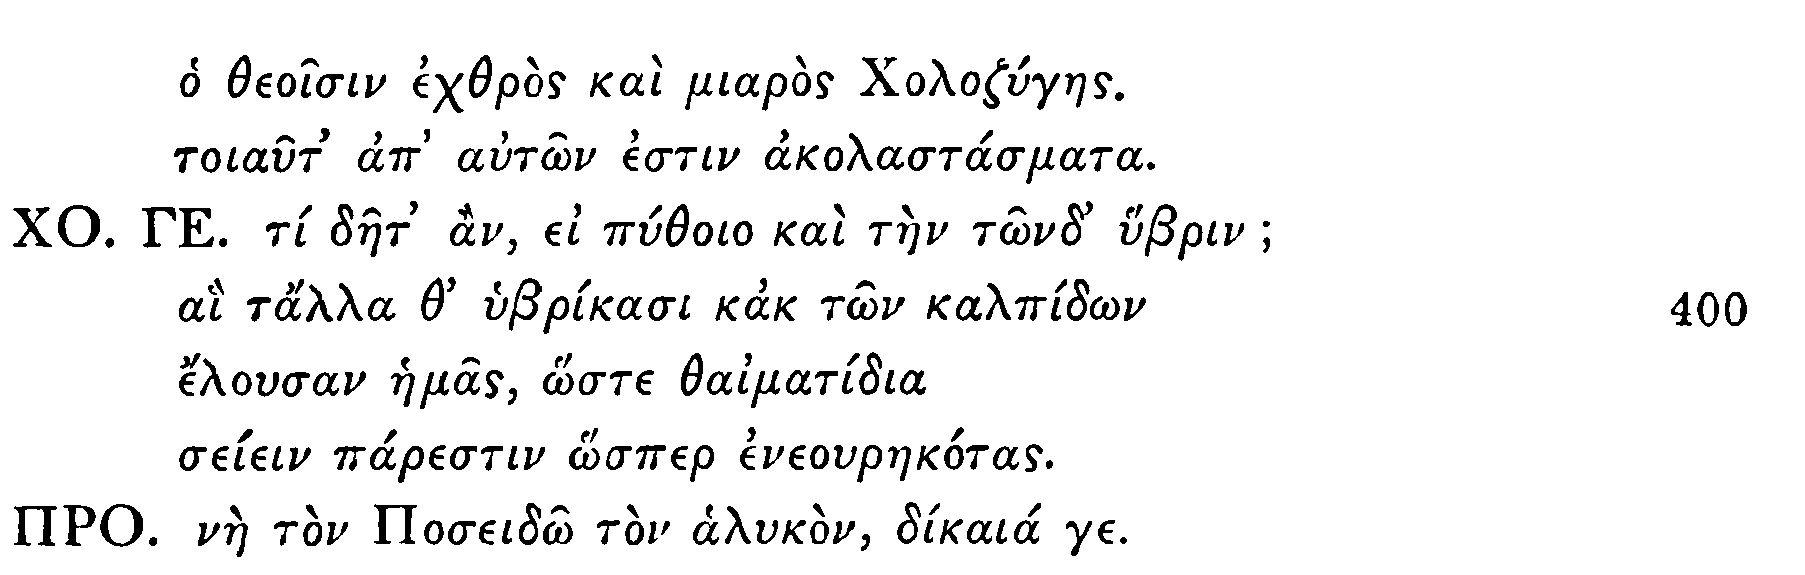 ὁ θεοῖσιν ἐχθρὸς καὶ μιαρὸς Χολοζύγης.
τοιαῦτ’ ἀπ’ αὐτῶν ἐστιν ἀκολαστάσματα.
ΧΟ. ΓΕ. τί δῆτ’ ἂν, εἰ πύθοιο καὶ τὴν τῶνδ’ ὕβριν ;
αἳ τἄλλα θ’ ὑβρίκασι κἀκ τῶν καλπίδων 400
ἔλουσαν ἡμᾶς, ὥστε θαἰματίδια
σείειν πάρεστιν ὥσπερ ἐνεουρηκότας.
ΠΡΟ. νὴ τὸν Ποσειδῶ τὸν ἁλυκὸν, δίκαιά γε.